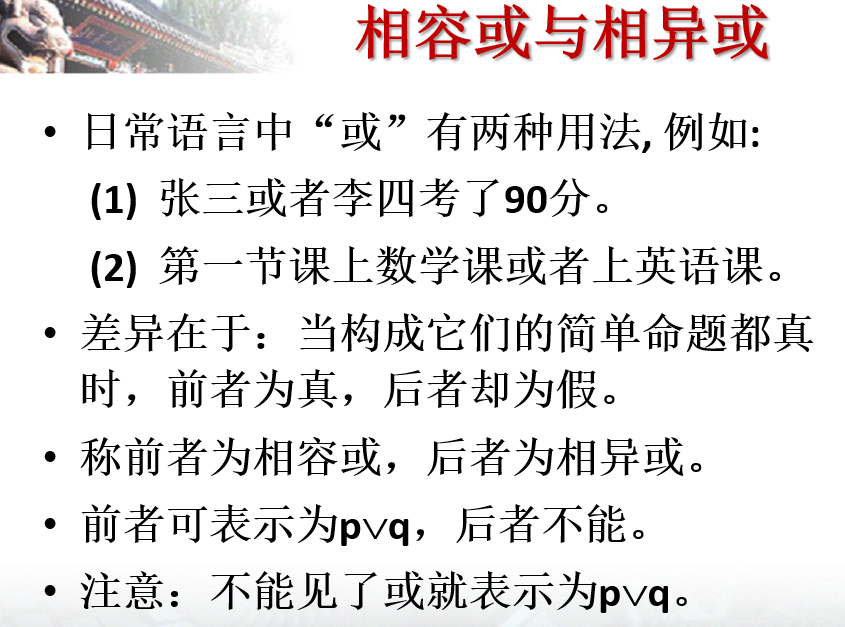 相容或与相异或
• 日常语言中“或”有两种用法, 例如:
(1) 张三或者李四考了90分。
(2) 第一节课上数学课或者上英语课。
• 差异在于：当构成它们的简单命题都真
时，前者为真，后者却为假。
• 称前者为相容或，后者为相异或。
• 前者可表示为p∨q，后者不能。
• 注意：不能见了或就表示为p∨q。